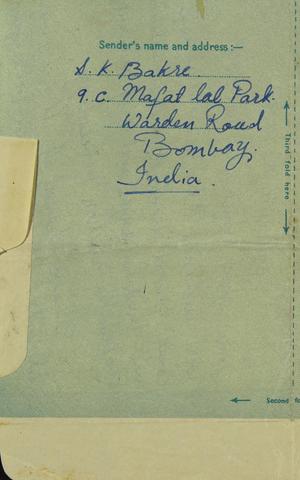 Sender's name and address:—
S. K. Bakre
9. C. Mafat lal Park.
Warden Road
Bombay.
India.
Third fold here
Second fo